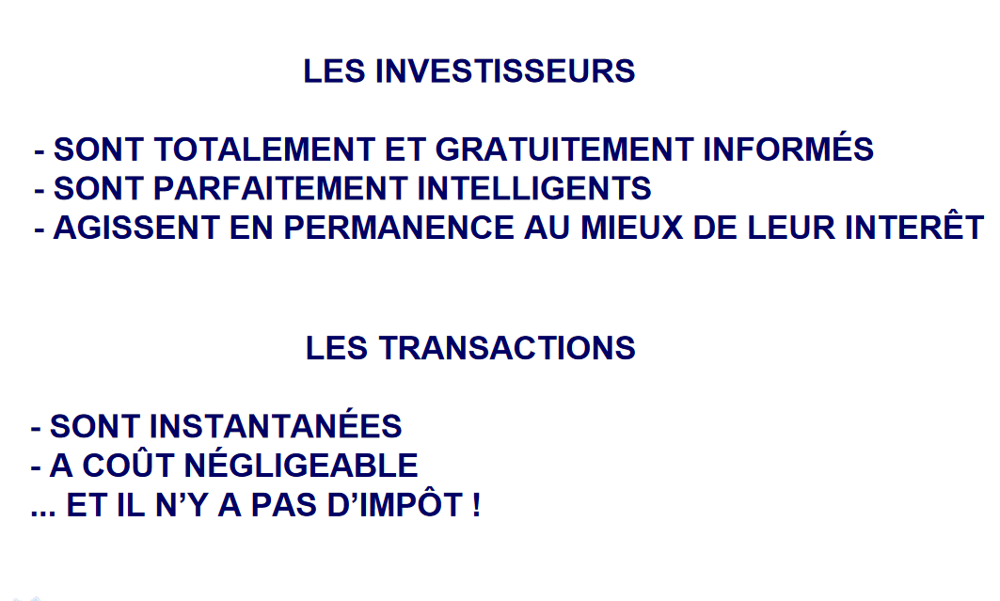 LES INVESTISSEURS
- SONT TOTALEMENT ET GRATUITEMENT INFORMÉS
- SONT PARFAITEMENT INTELLIGENTS
- AGISSENT EN PERMANENCE AU MIEUX DE LEUR INTERÊT
LES TRANSACTIONS
- SONT INSTANTANÉES
- A COÛT NÉGLIGEABLE
... ET IL N’Y A PAS D’IMPÔT !